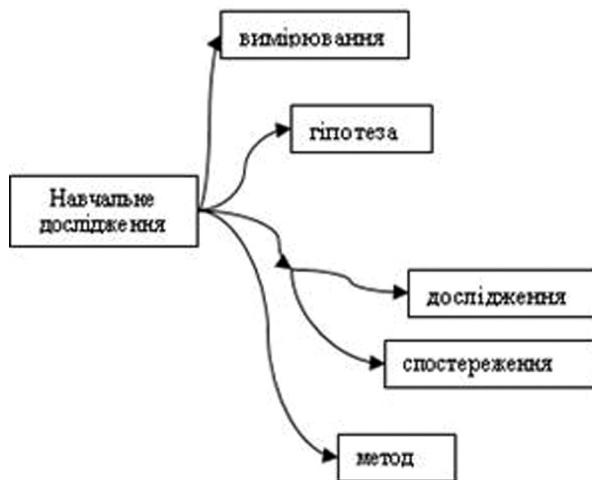 вимірювання
гіпотеза
Навчальне
дослідження
дослідження
спостереження
метод